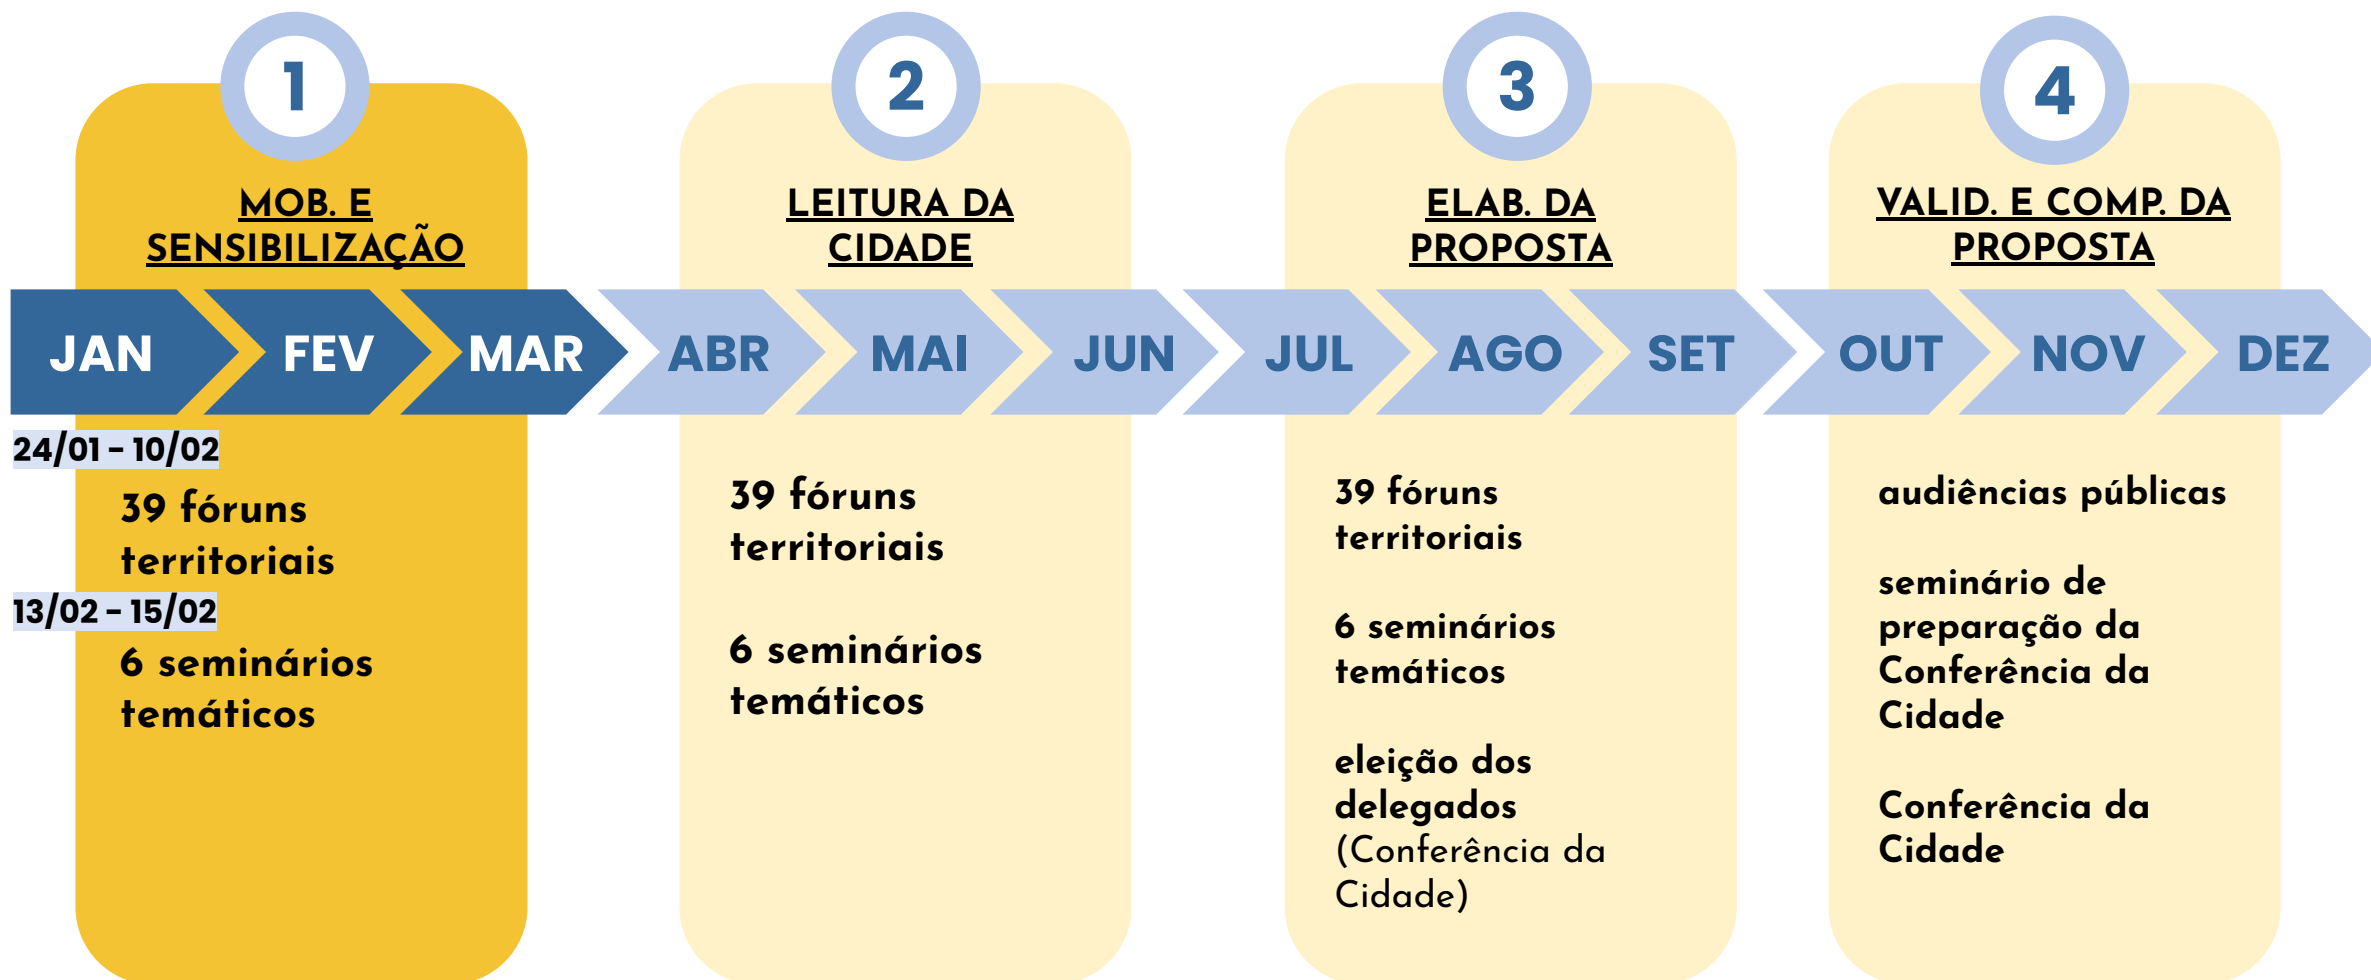 1
MOB. E
SENSIBILIZAÇÃO
2
LEITURA DA
CIDADE
3
ELAB. DA
PROPOSTA
4
VALID. E COMP. DA
PROPOSTA
JAN FEV MAR ABR MAI JUN JUL AGO SET OUT NOV DEZ
24/01 – 10/02
39 fóruns
territoriais
13/02 – 15/02
6 seminários
temáticos
39 fóruns
territoriais
6 seminários
temáticos
39 fóruns
territoriais
6 seminários
temáticos
eleição dos
delegados
(Conferência da
Cidade)
audiências públicas
seminário de
preparação da
Conferência da
Cidade
Conferência da
Cidade